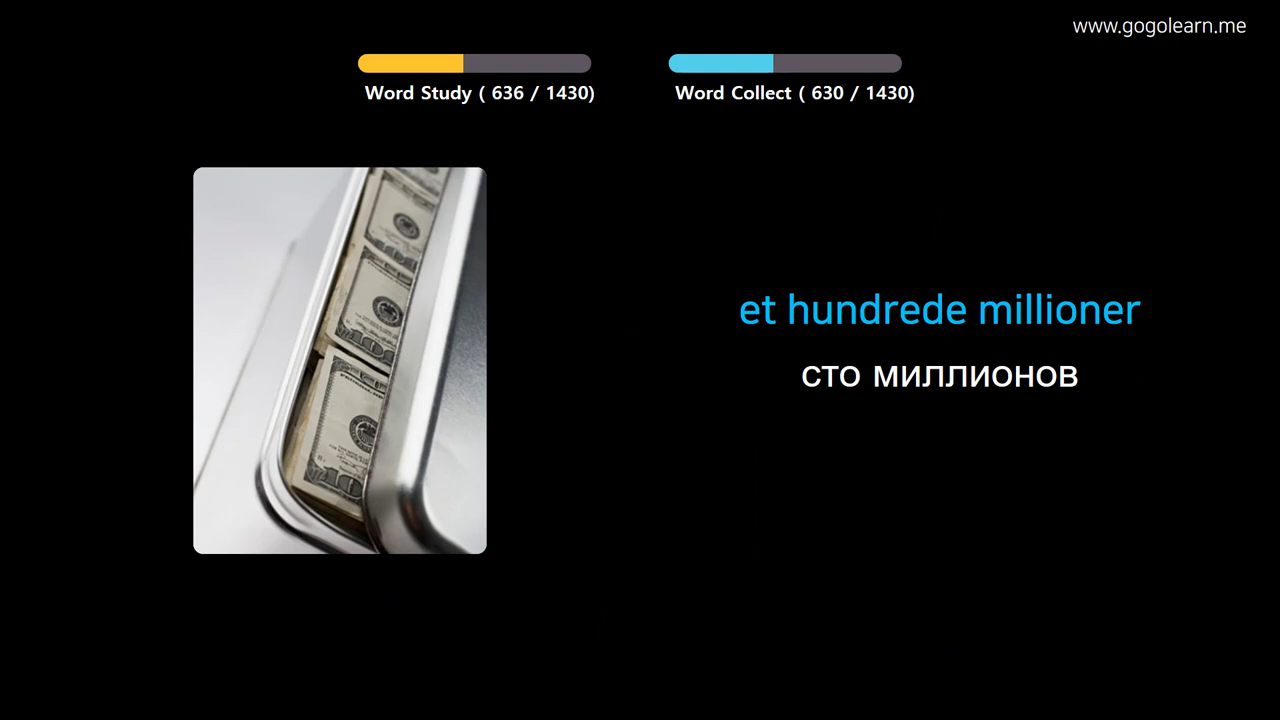 www.gogolearn.me
Word Study ( 636 / 1430)
Word Collect ( 630 / 1430)
et hundrede millioner
сто миллионов